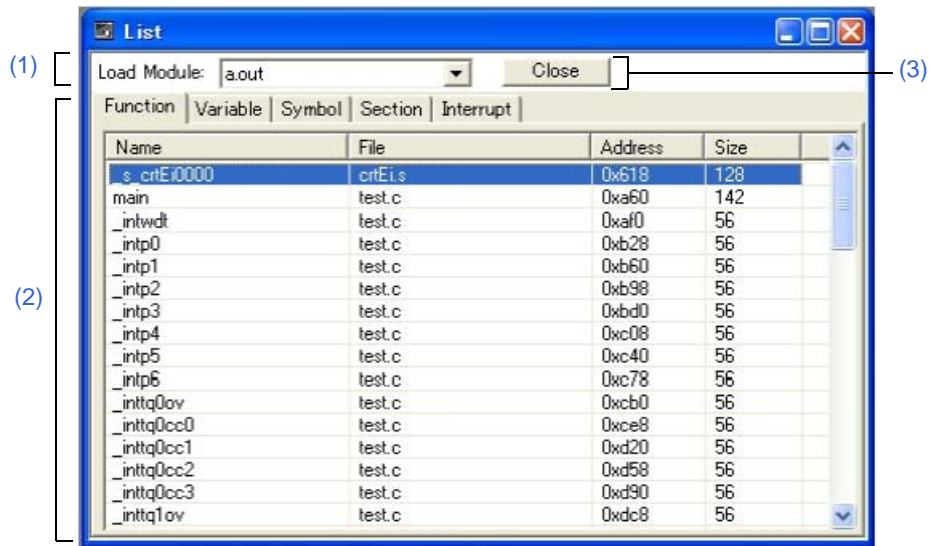 List
(1) Load Module: a.out Close (3)
Function Variable Symbol Section Interrupt
Name File Address Size
_s_crtEi0000 crtEi.s 0x618 128
main test.c 0xa60 142
_intwdt test.c 0xaf0 56
_intp0 test.c 0xb28 56
_intp1 test.c 0xb60 56
_intp2 test.c 0xb98 56
(2)
_intp3 test.c 0xbd0 56
_intp4 test.c 0xc08 56
_intp5 test.c 0xc40 56
_intp6 test.c 0xc78 56
_inttq0ov test.c 0xcb0 56
_inttq0cc0 test.c 0xce8 56
_inttq0cc1 test.c 0xd20 56
_inttq0cc2 test.c 0xd58 56
_inttq0cc3 test.c 0xd90 56
_inttq1ov test.c 0xdc8 56